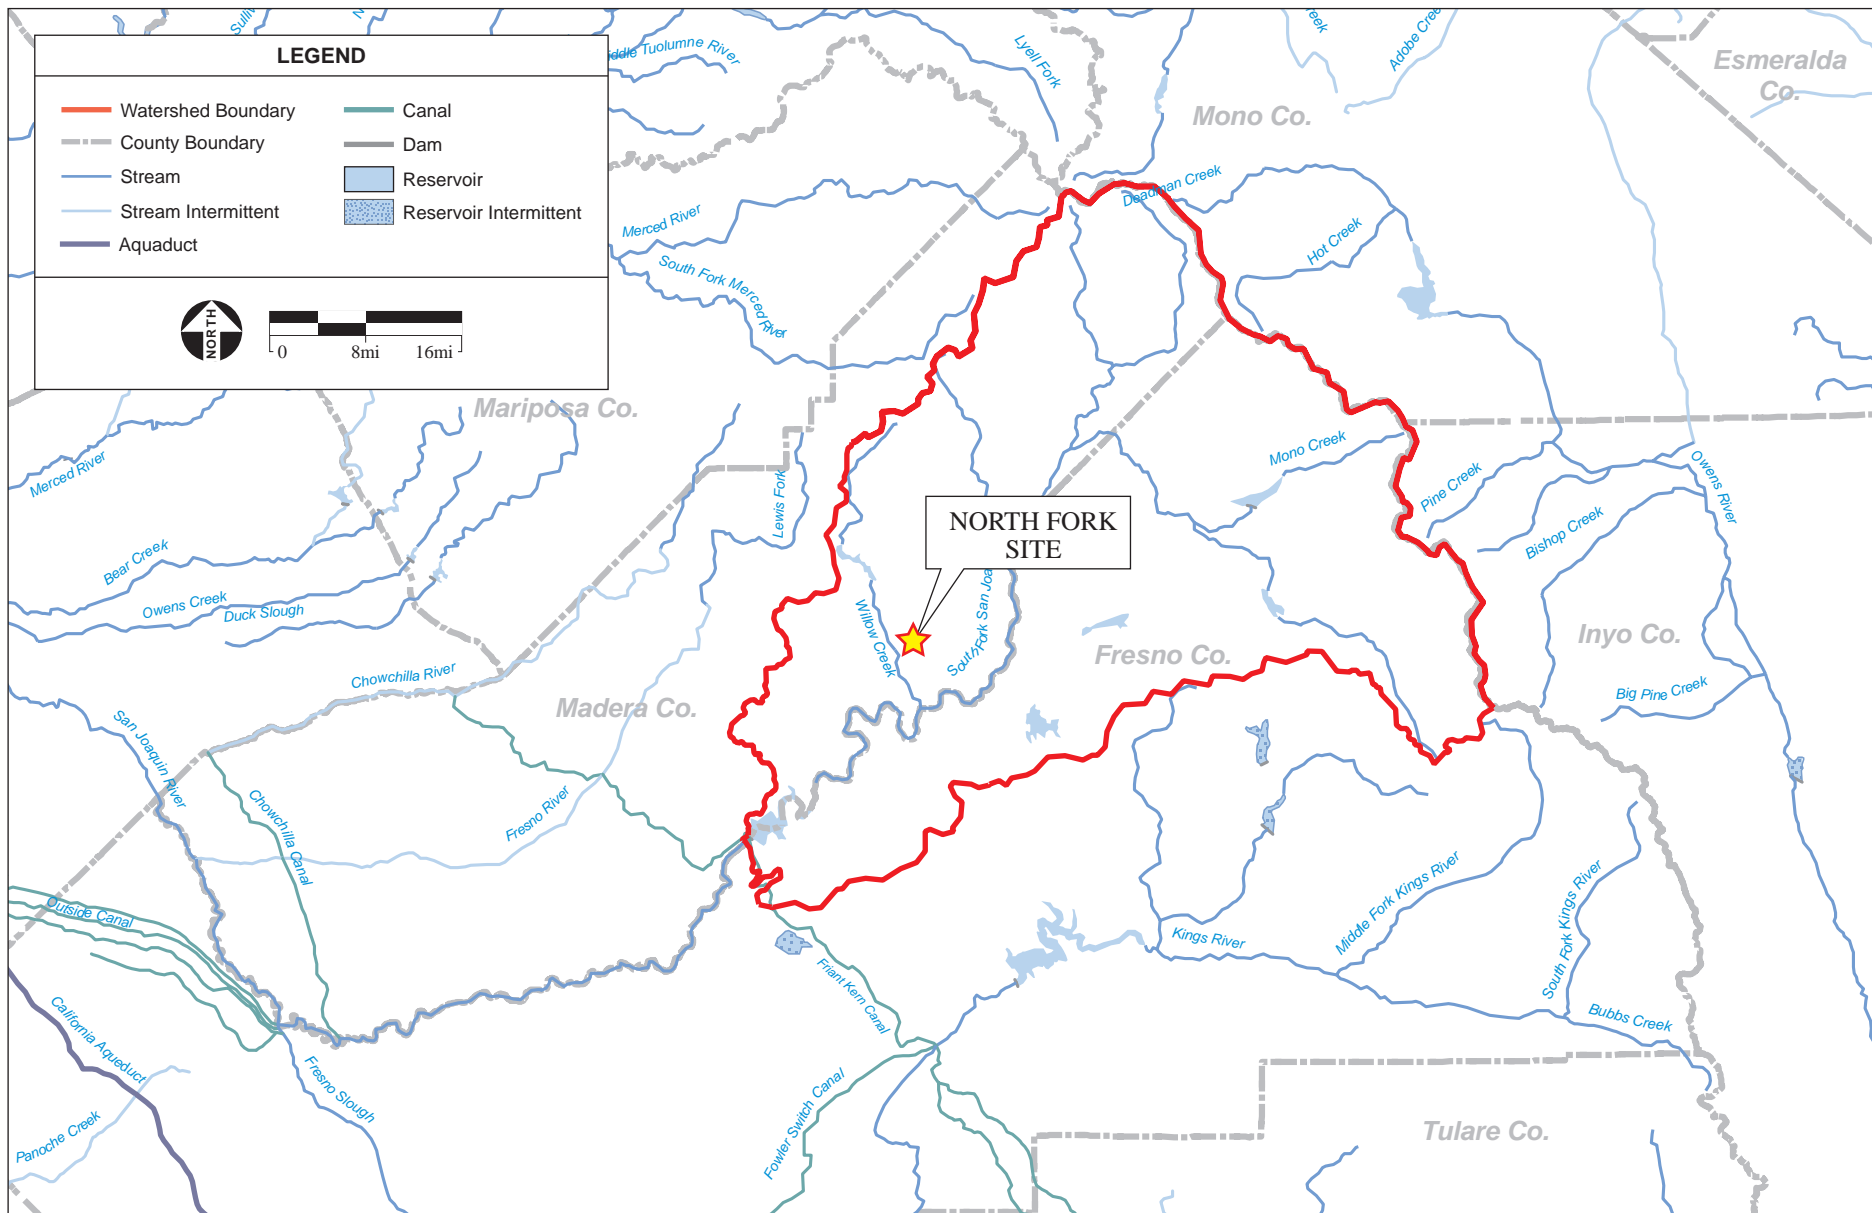 LEGEND
Watershed Boundary
County Boundary
Stream
Stream Intermittent
Aquaduct
Canal
Dam
Reservoir
Reservoir Intermittent
NORTH
0 8mi 16mi
Tuolumne River
Lyell Fork
Adobe
Mono Co.
Esmeralda
Co.
Deadman Creek
Hot Creek
Merced River
South Fork Merced River
Mariposa Co.
Merced River
Lewis Fork
Mono Creek
Pine Creek
Owens River
Bishop Creek
Bear Creek
Owens Creek
Duck Slough
NORTH FORK
SITE
Willow Creek
South Fork San Joa
Fresno Co.
Inyo Co.
Big Pine Creek
Chowchilla River
Madera Co.
San Joaquin River
Chowchilla Canal
Fresno River
Outside Canal
California Aqueduct
Panoche Creek
Fresno Slough
Friant Kern Canal
Fowler Switch Canal
Kings River
Middle Fork Kings River
South Fork Kings River
Bubbs Creek
Tulare Co.